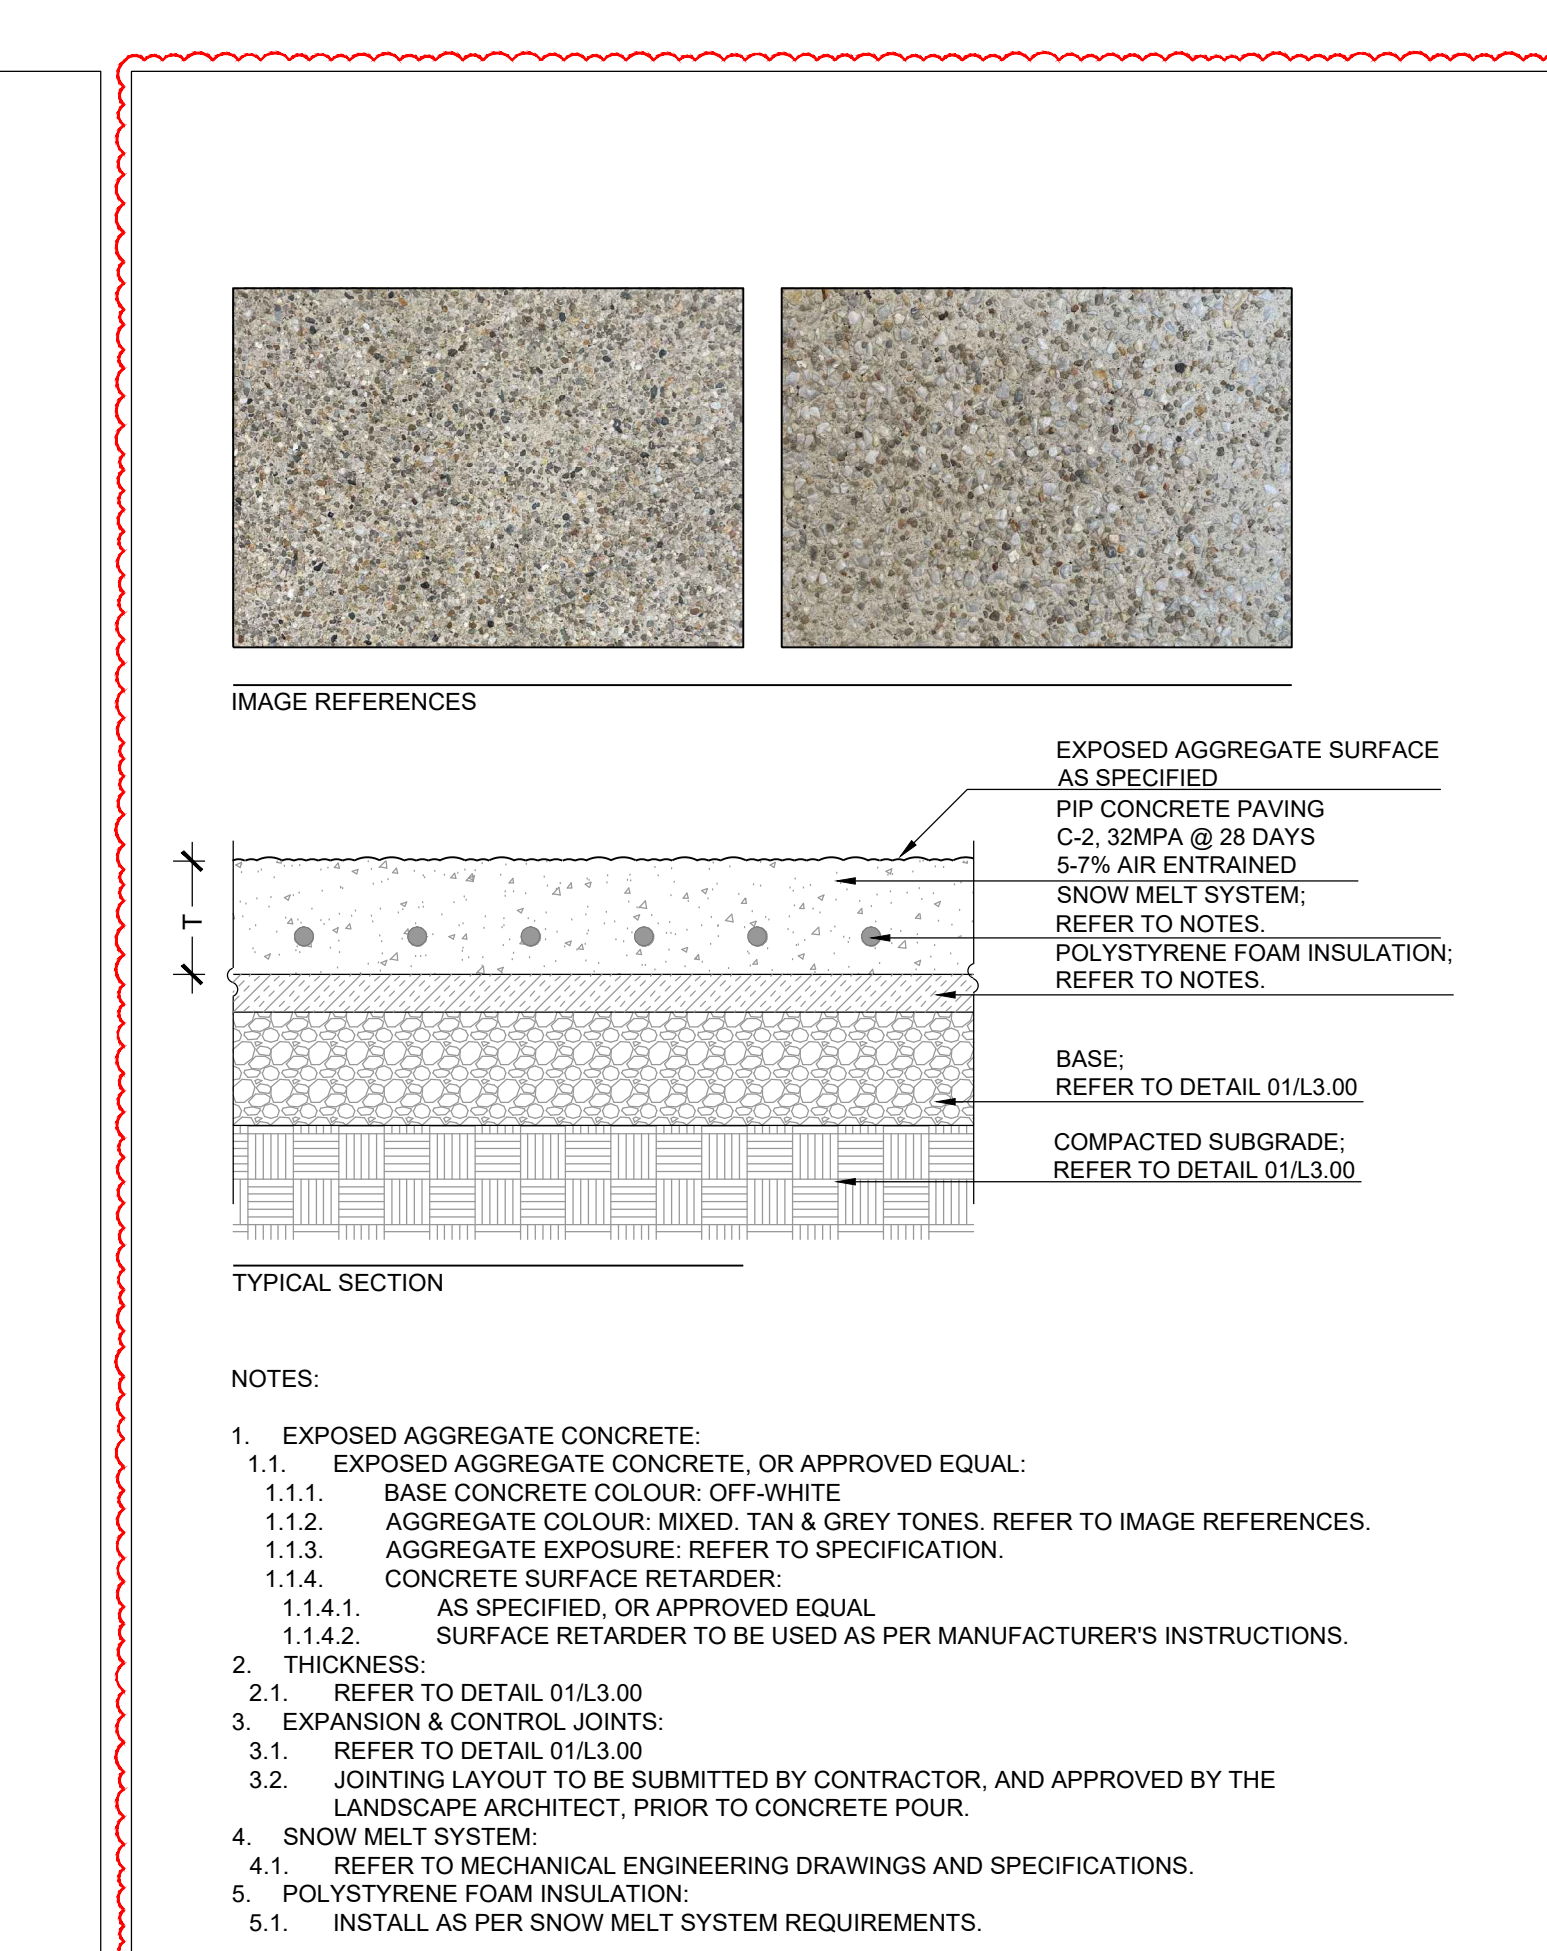 IMAGE REFERENCES
EXPOSED AGGREGATE SURFACE
AS SPECIFIED
PIP CONCRETE PAVING
C-2, 32MPA @ 28 DAYS
5-7% AIR ENTRAINED
SNOW MELT SYSTEM;
REFER TO NOTES.
POLYSTYRENE FOAM INSULATION;
REFER TO NOTES.
T
BASE;
REFER TO DETAIL 01/L3.00
COMPACTED SUBGRADE;
REFER TO DETAIL 01/L3.00
TYPICAL SECTION
NOTES:
1. EXPOSED AGGREGATE CONCRETE:
1.1. EXPOSED AGGREGATE CONCRETE, OR APPROVED EQUAL:
1.1.1. BASE CONCRETE COLOUR: OFF-WHITE
1.1.2. AGGREGATE COLOUR: MIXED. TAN & GREY TONES. REFER TO IMAGE REFERENCES.
1.1.3. AGGREGATE EXPOSURE: REFER TO SPECIFICATION.
1.1.4. CONCRETE SURFACE RETARDER:
1.1.4.1. AS SPECIFIED, OR APPROVED EQUAL
1.1.4.2. SURFACE RETARDER TO BE USED AS PER MANUFACTURER'S INSTRUCTIONS.
2. THICKNESS:
2.1. REFER TO DETAIL 01/L3.00
3. EXPANSION & CONTROL JOINTS:
3.1. REFER TO DETAIL 01/L3.00
3.2. JOINTING LAYOUT TO BE SUBMITTED BY CONTRACTOR, AND APPROVED BY THE
LANDSCAPE ARCHITECT, PRIOR TO CONCRETE POUR.
4. SNOW MELT SYSTEM:
4.1. REFER TO MECHANICAL ENGINEERING DRAWINGS AND SPECIFICATIONS.
5. POLYSTYRENE FOAM INSULATION:
5.1. INSTALL AS PER SNOW MELT SYSTEM REQUIREMENTS.